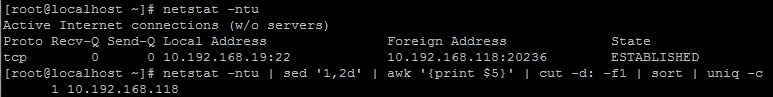 [root@localhost ~]# netstat -ntu
Active Internet connections (w/o servers)
Proto Recv-Q Send-Q Local Address               Foreign Address             State
tcp        0      0 10.192.168.19:22            10.192.168.118:20236        ESTABLISHED
[root@localhost ~]# netstat -ntu | sed '1,2d' | awk '{print $5}' | cut -d: -f1 | sort | uniq -c
      1 10.192.168.118